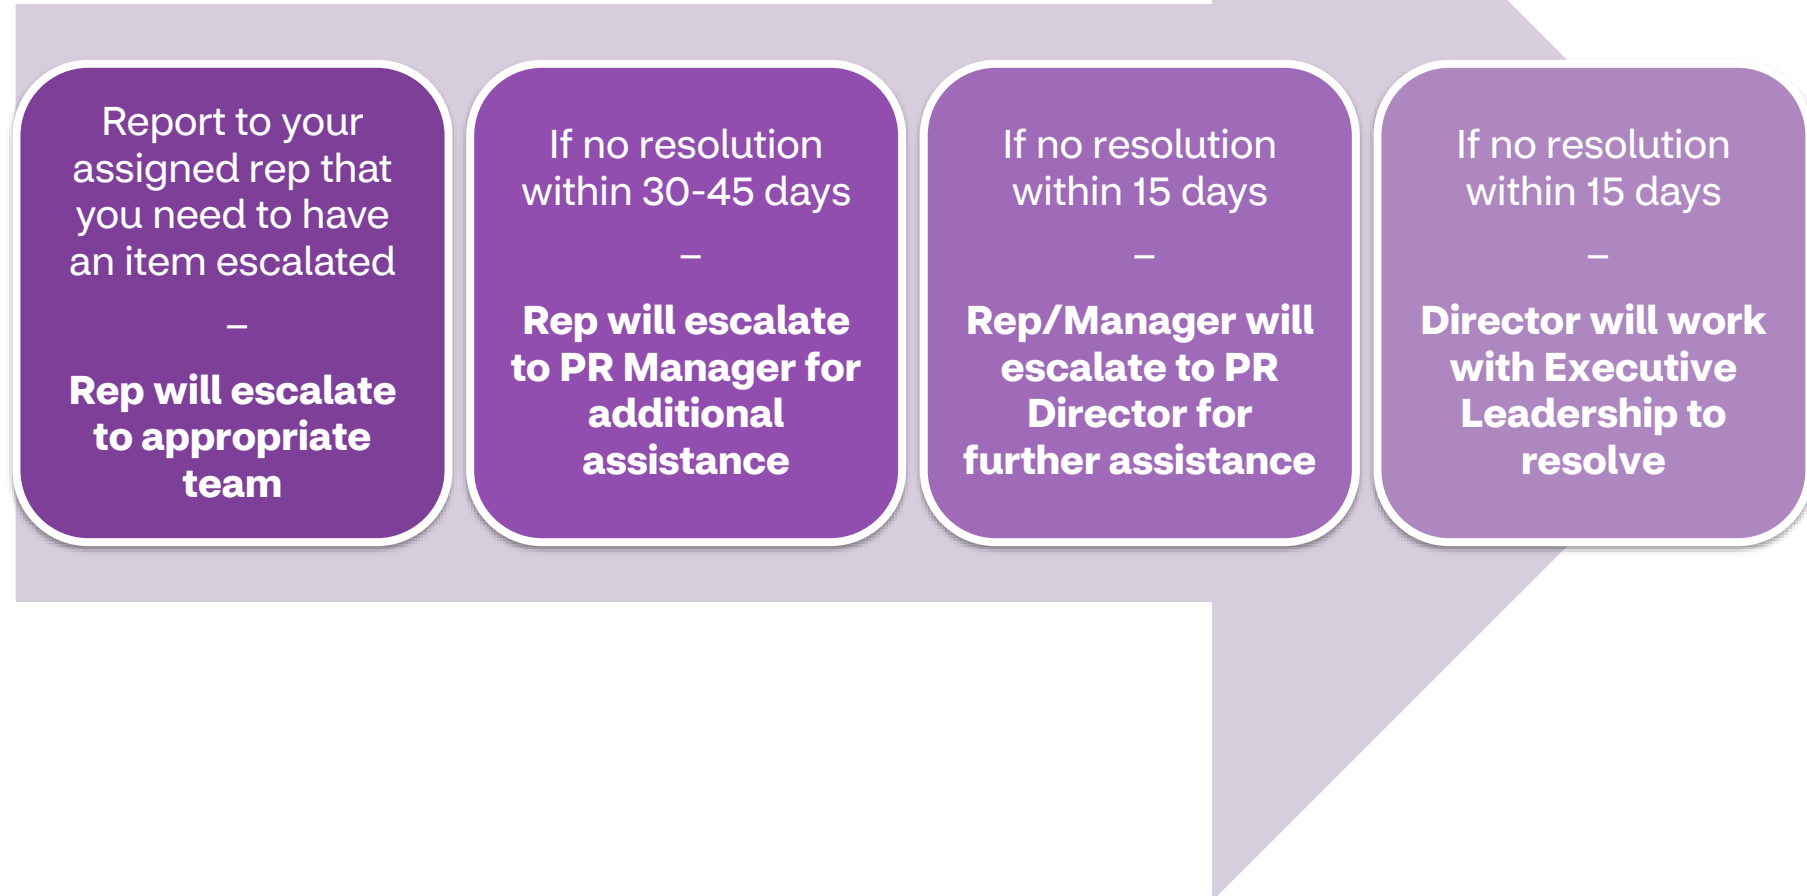 Report to your
assigned rep that
you need to have
an item escalated
–
Rep will escalate
to appropriate
team
If no resolution
within 30-45 days
–
Rep will escalate
to PR Manager for
additional
assistance
If no resolution
within 15 days
–
Rep/Manager will
escalate to PR
Director for
further assistance
If no resolution
within 15 days
–
Director will work
with Executive
Leadership to
resolve